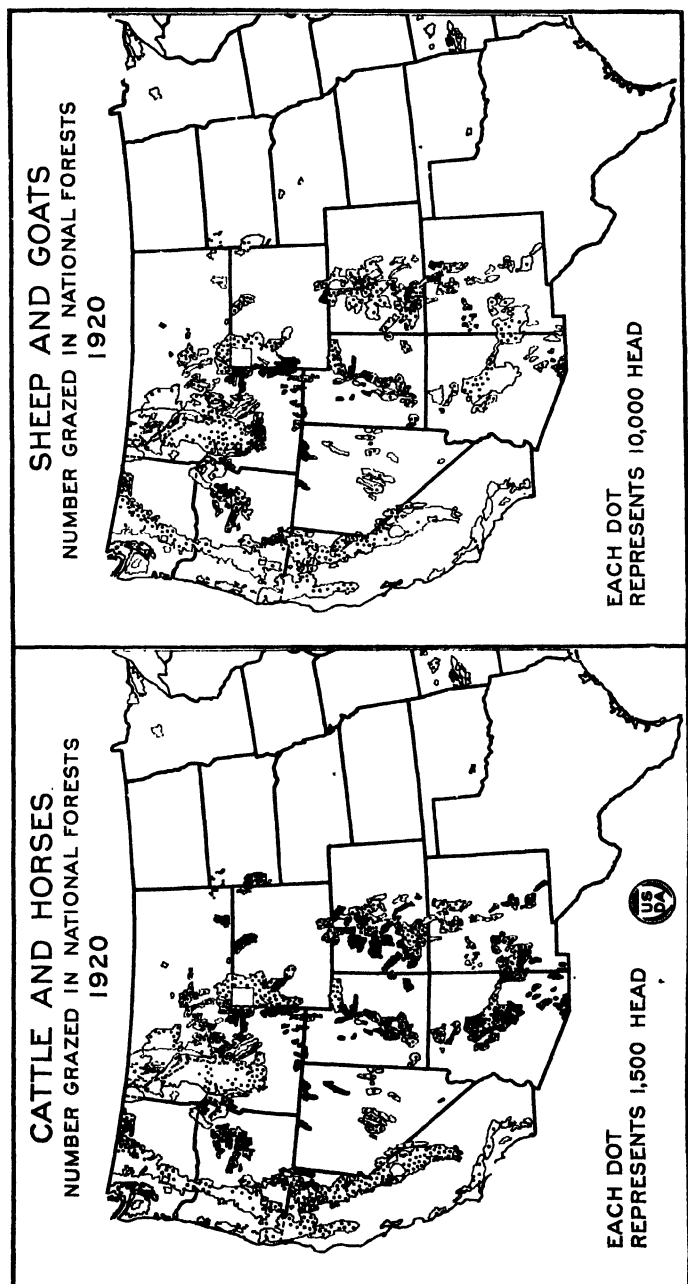 CATTLE AND HORSES.
NUMBER GRAZED IN NATIONAL FORESTS
1920
EACH DOT
REPRESENTS 1,500 HEAD
US
DA
SHEEP AND GOATS
NUMBER GRAZED IN NATIONAL FORESTS
1920
EACH DOT
REPRESENTS 10,000 HEAD